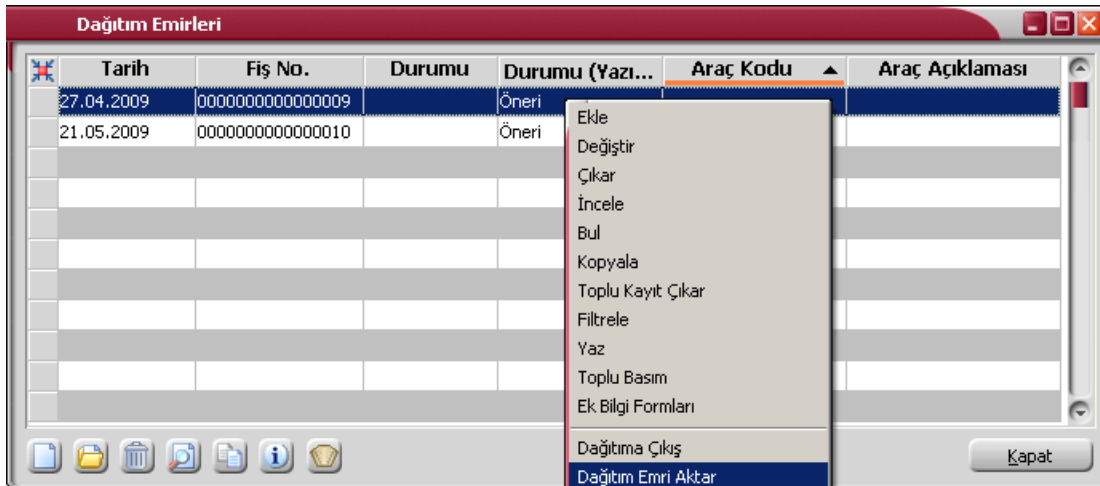 Dağıtım Emirleri
Tarih Fiş No. Durumu Durumu (Yazı... Araç Kodu Araç Açıklaması
27.04.2009 0000000000000009 Öneri
21.05.2009 0000000000000010 Öneri
Ekle
Değiştir
Çıkar
İncele
Bul
Kopyala
Toplu Kayıt Çıkar
Filtrele
Yaz
Toplu Basım
Ek Bilgi Formları
Dağıtıma Çıkış
Dağıtım Emri Aktar
Kapat